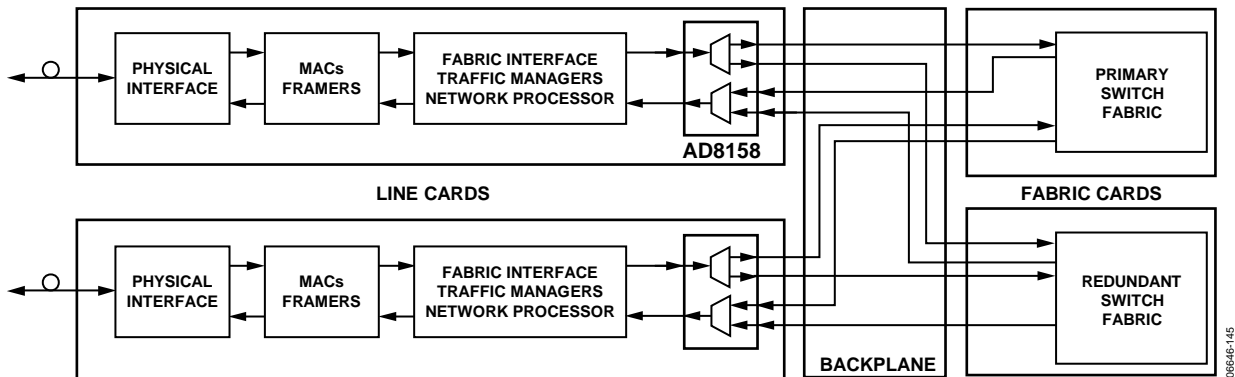 PHYSICAL
INTERFACE
MACs
FRAMERS
FABRIC INTERFACE
TRAFFIC MANAGERS
NETWORK PROCESSOR
AD8158
PRIMARY
SWITCH
FABRIC
LINE CARDS
FABRIC CARDS
PHYSICAL
INTERFACE
MACs
FRAMERS
FABRIC INTERFACE
TRAFFIC MANAGERS
NETWORK PROCESSOR
REDUNDANT
SWITCH
FABRIC
BACKPLANE
06646-145